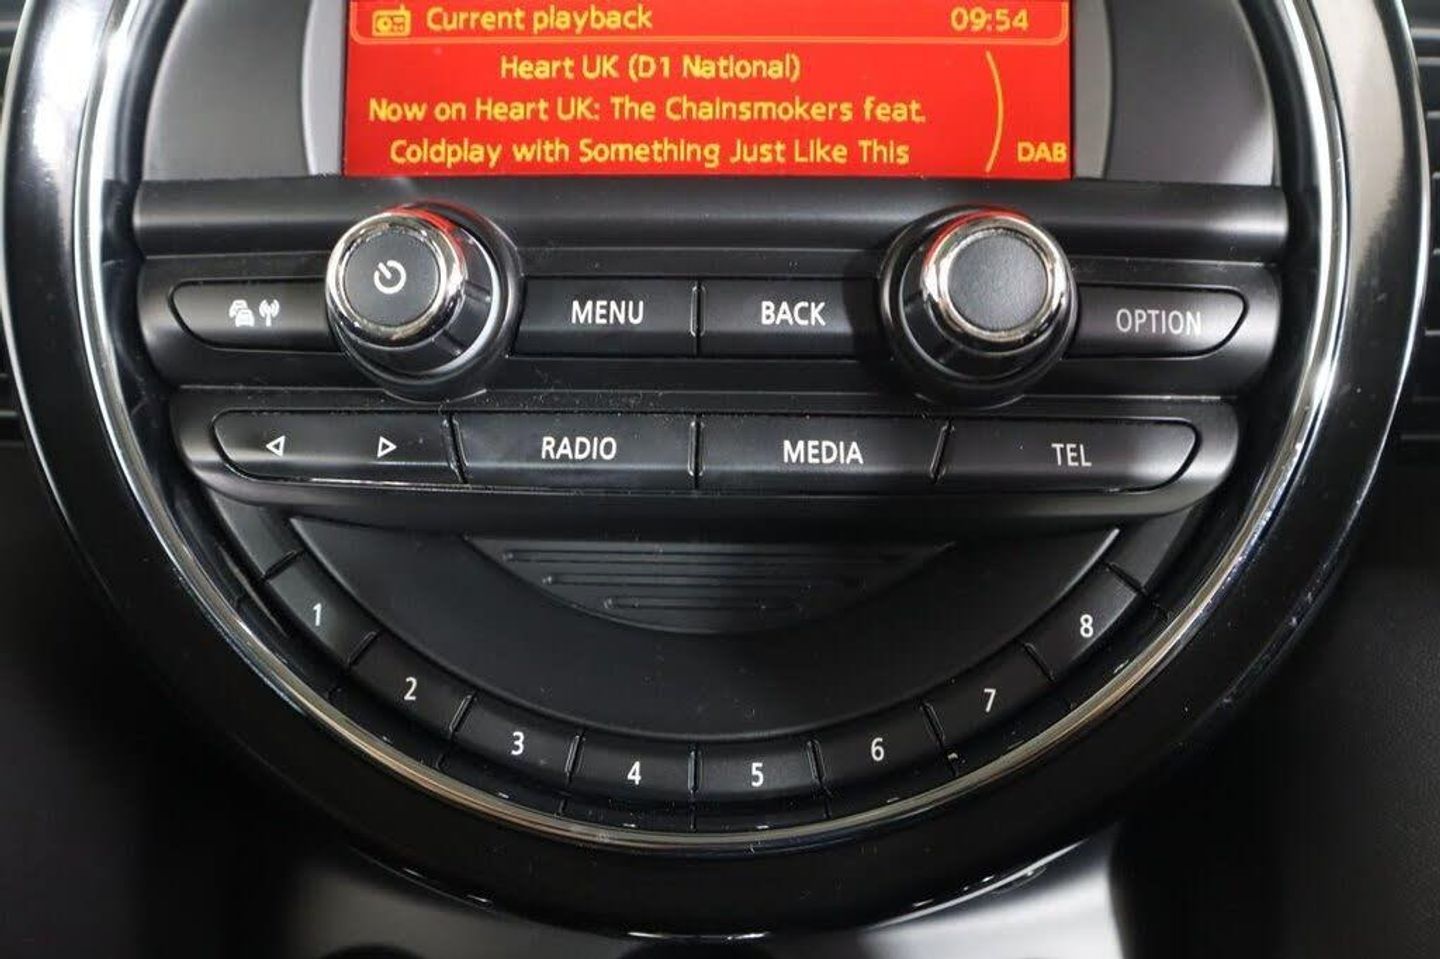 Current playback 09:54
Heart UK (D1 National)
Now on Heart UK: The Chainsmokers feat.
Coldplay with Something Just Like This
DAB
MENU BACK OPTION
RADIO MEDIA TEL
1 2 3 4 5 6 7 8